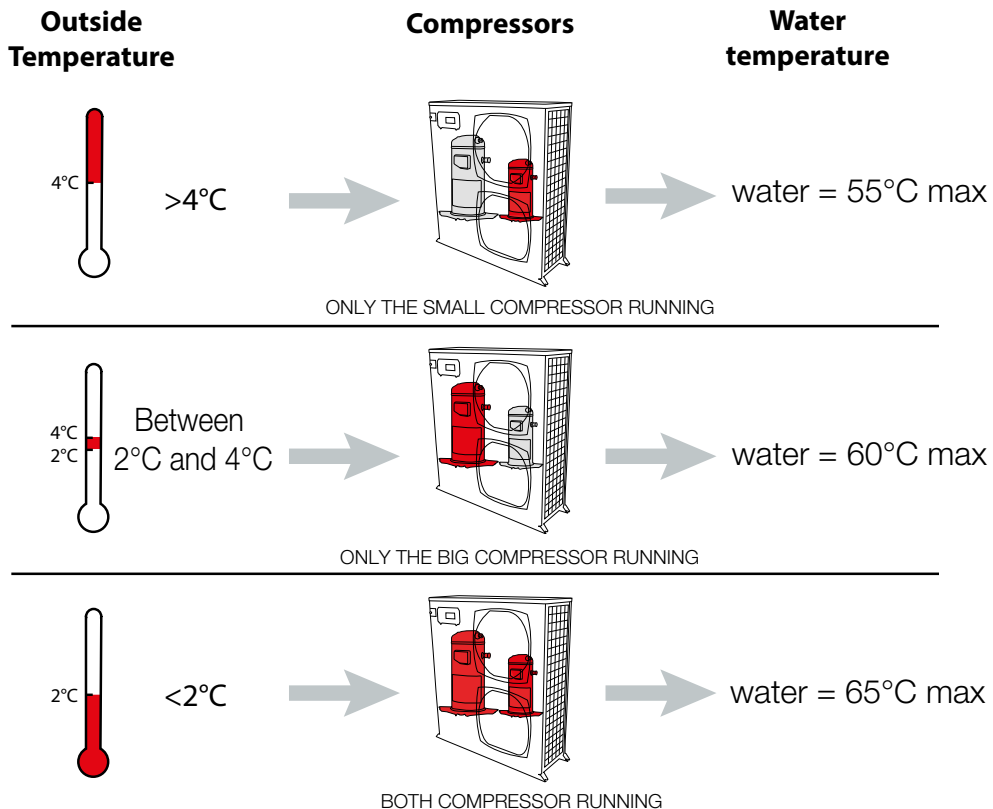 Outside
Temperature
Compressors
Water
temperature
4°C
>4°C
water = 55°C max
ONLY THE SMALL COMPRESSOR RUNNING
4°C
2°C
Between
2°C and 4°C
water = 60°C max
ONLY THE BIG COMPRESSOR RUNNING
2°C
<2°C
water = 65°C max
BOTH COMPRESSOR RUNNING